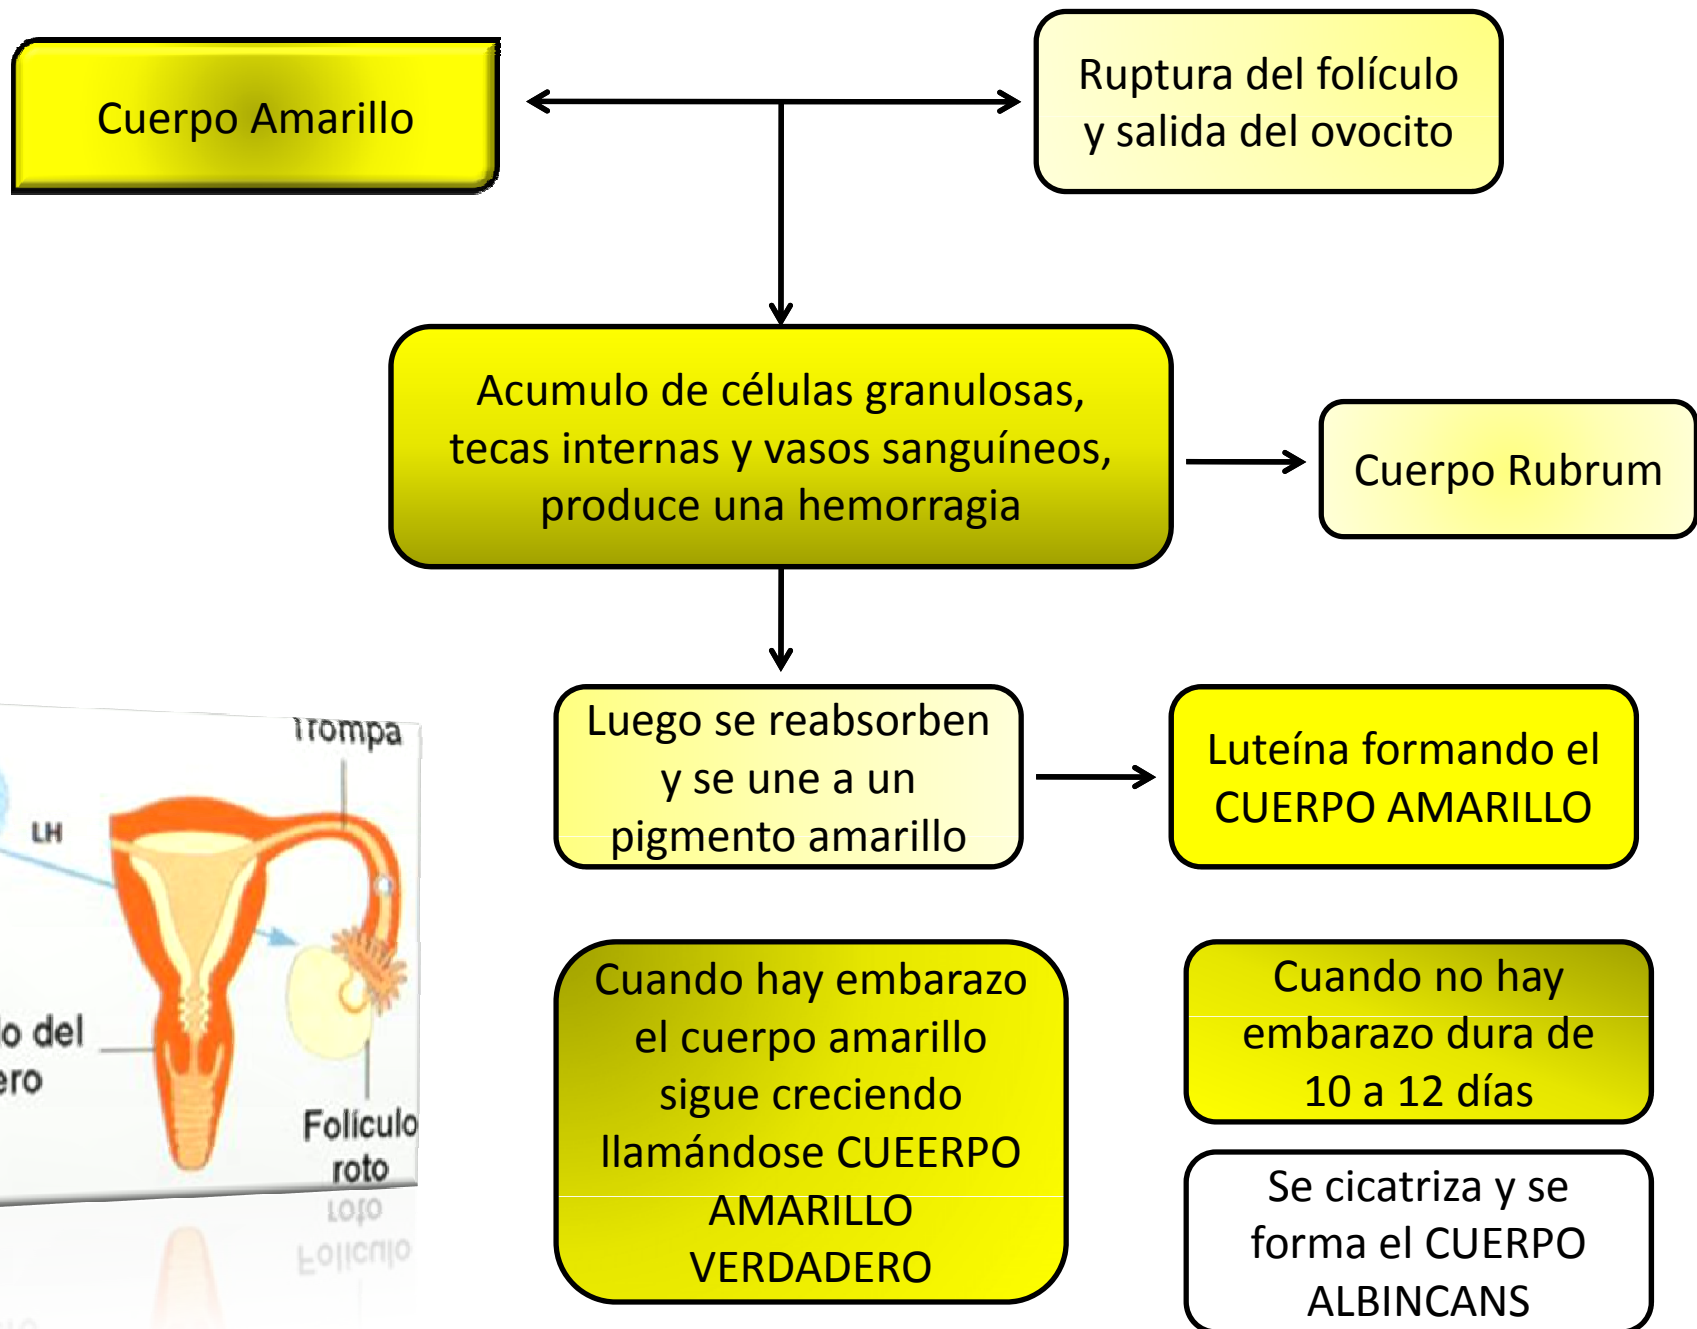 Cuerpo Amarillo
Ruptura del folículo
y salida del ovocito
Acumulo de células granulosas,
tecas internas y vasos sanguíneos,
produce una hemorragia
Cuerpo Rubrum
Luego se reabsorben
y se une a un
pigmento amarillo
Luteína formando el
CUERPO AMARILLO
Trompa
LH
del
Folículo
roto
Cuando hay embarazo
el cuerpo amarillo
sigue creciendo
llamándose CUEERPO
AMARILLO
VERDADERO
Cuando no hay
embarazo dura de
10 a 12 días
Se cicatriza y se
forma el CUERPO
ALBINCANS